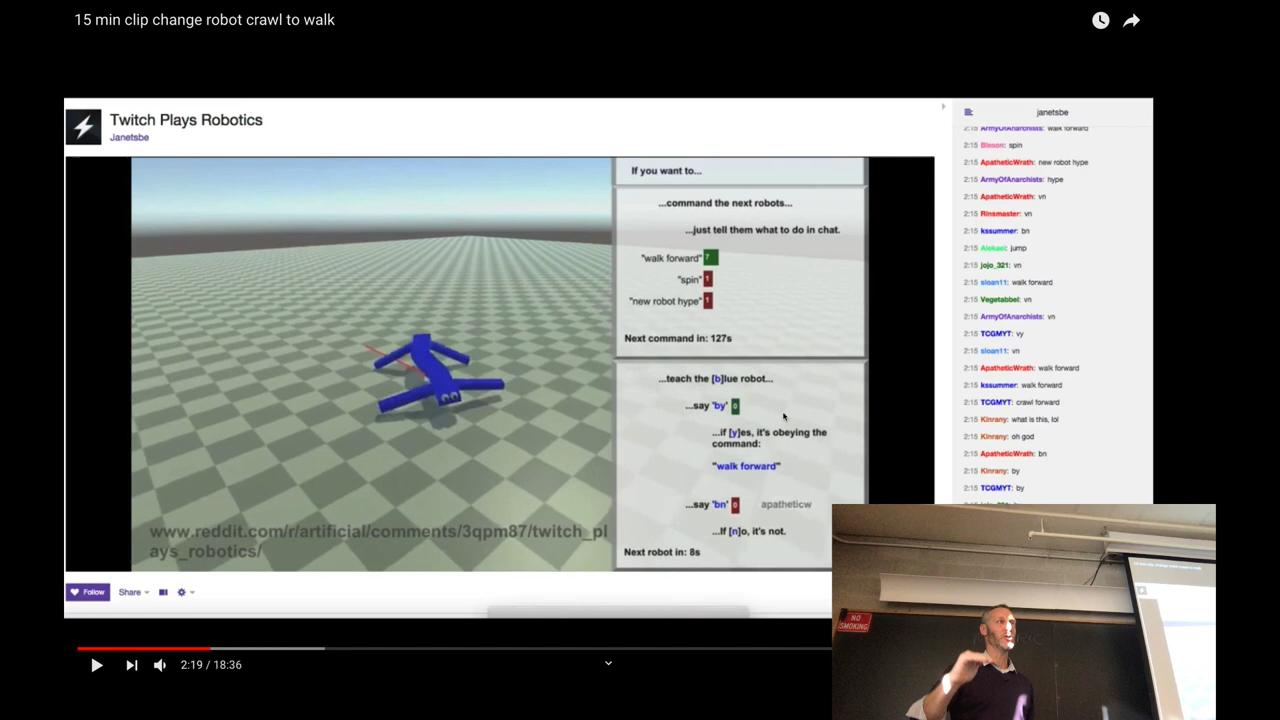 15 min clip change robot crawl to walk
Twitch Plays Robotics
Janetsbe
If you want to...
...command the next robots...
...just tell them what to do in chat.
"walk forward" 7
"spin" 1
"new robot hype" 1
Next command in: 127s
...teach the [b]lue robot...
...say 'by' 0
...if [y]es, it's obeying the
command:
"walk forward"
...say 'bn' 0 apatheticw
...If [n]o, it's not.
Next robot in: 8s
www.reddit.com/r/artificial/comments/3qpm87/twitch_pl
ays_robotics/
Follow Share
janetsbe
2:15 ArmyOfAnarchists: walk forward
2:15 Bleson: spin
2:15 ApatheticWrath: new robot hype
2:15 ArmyOfAnarchists: hype
2:15 ApatheticWrath: vn
2:15 Rinsmaster: vn
2:15 kssummer: bn
2:15 Alekael: jump
2:15 jojo_321: vn
2:15 sloan11: walk forward
2:15 Vegetabbel: vn
2:15 ArmyOfAnarchists: vn
2:15 TCGMYT: vy
2:15 sloan11: vn
2:15 ApatheticWrath: walk forward
2:15 kssummer: walk forward
2:15 TCGMYT: crawl forward
2:15 Kinrany: what is this, lol
2:15 Kinrany: oh god
2:15 ApatheticWrath: bn
2:15 Kinrany: by
2:15 TCGMYT: by
2:19 / 18:36
NO
SMOKING